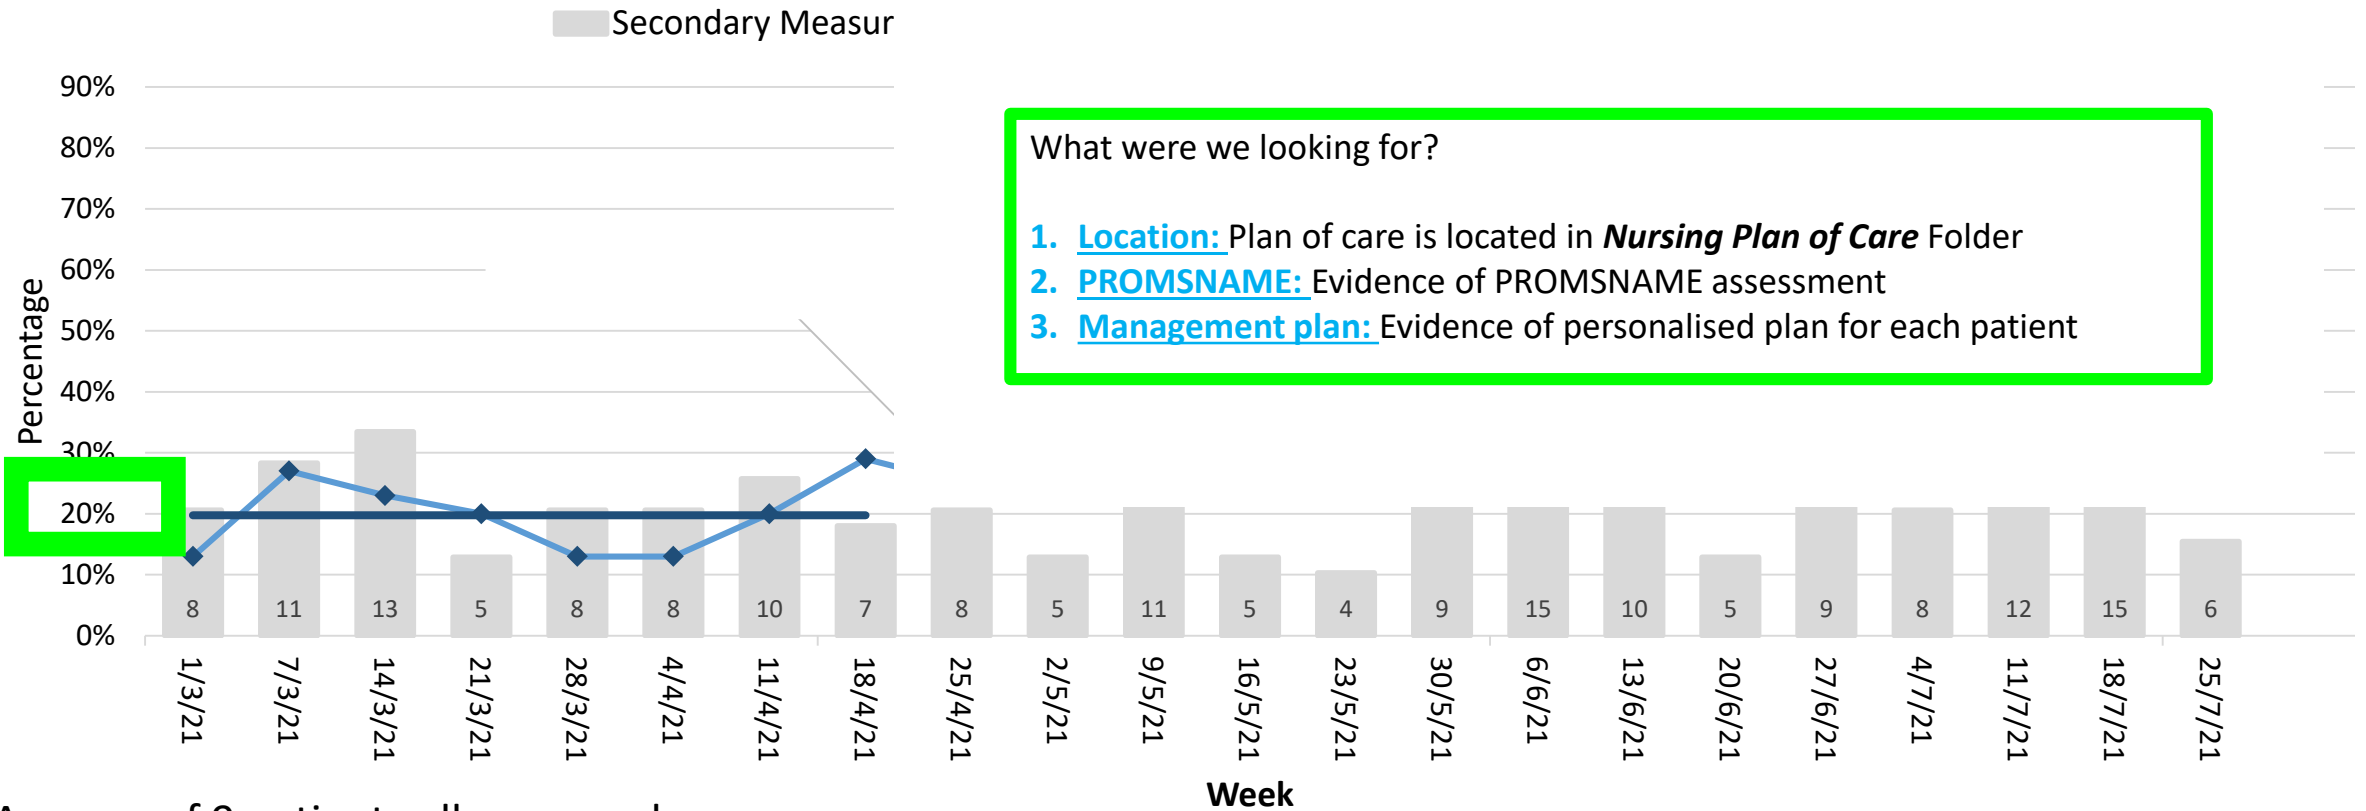 Secondary Measur
90%
80%
70%
60%
50%
40%
30%
20%
10%
0%
Percentage
What were we looking for?
1. Location: Plan of care is located in Nursing Plan of Care Folder
2. PROMSNAME: Evidence of PROMSNAME assessment
3. Management plan: Evidence of personalised plan for each patient
8 11 13 5 8 8 10 7 8 5 11 5 4 9 15 10 5 9 8 12 15 6
1/3/21 7/3/21 14/3/21 21/3/21 28/3/21 4/4/21 11/4/21 18/4/21 25/4/21 2/5/21 9/5/21 16/5/21 23/5/21 30/5/21 6/6/21 13/6/21 20/6/21 27/6/21 4/7/21 11/7/21 18/7/21 25/7/21
Week